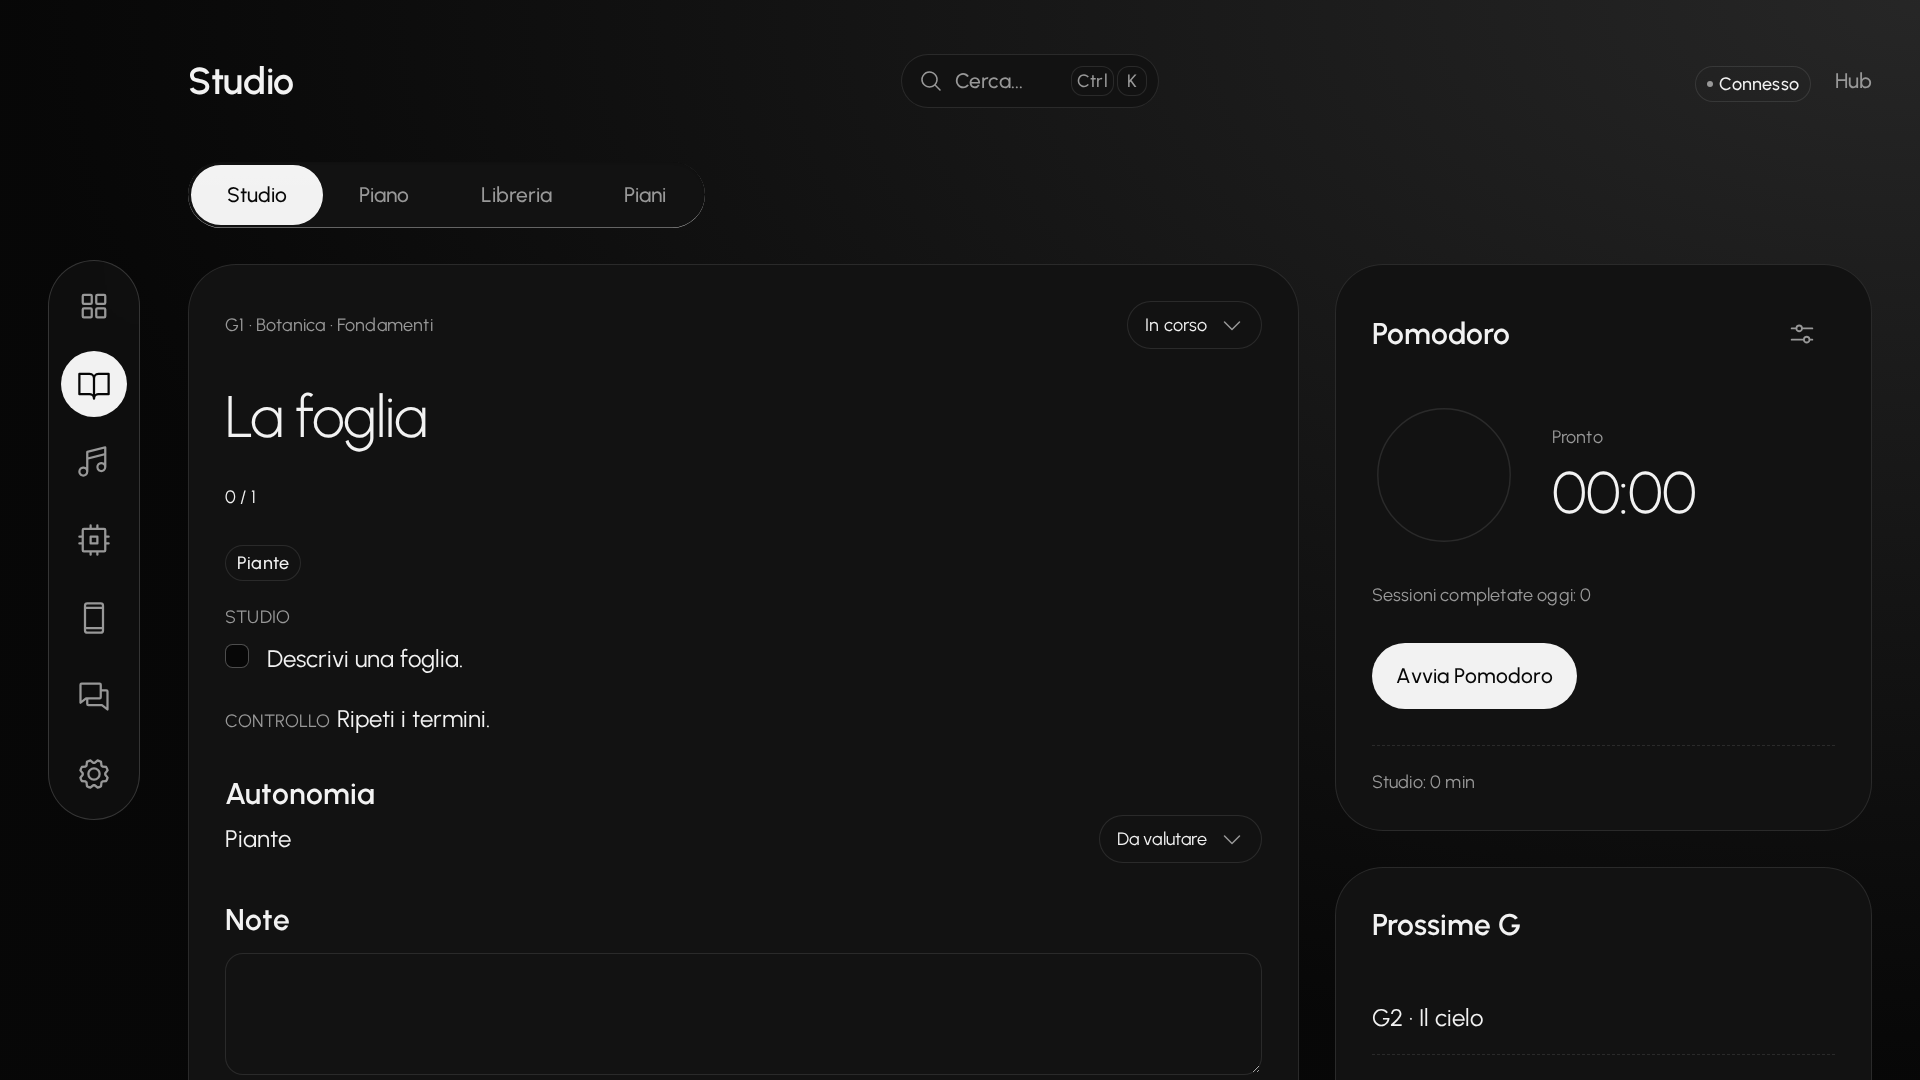 Studio
Cerca...
Ctrl K
Connesso
Hub
Studio
Piano
Libreria
Piani
G1 · Botanica · Fondamenti
In corso
La foglia
0 / 1
Piante
STUDIO
Descrivi una foglia.
CONTROLLO Ripeti i termini.
Autonomia
Piante
Da valutare
Note
Pomodoro
Pronto
00:00
Sessioni completate oggi: 0
Avvia Pomodoro
Studio: 0 min
Prossime G
G2 · Il cielo